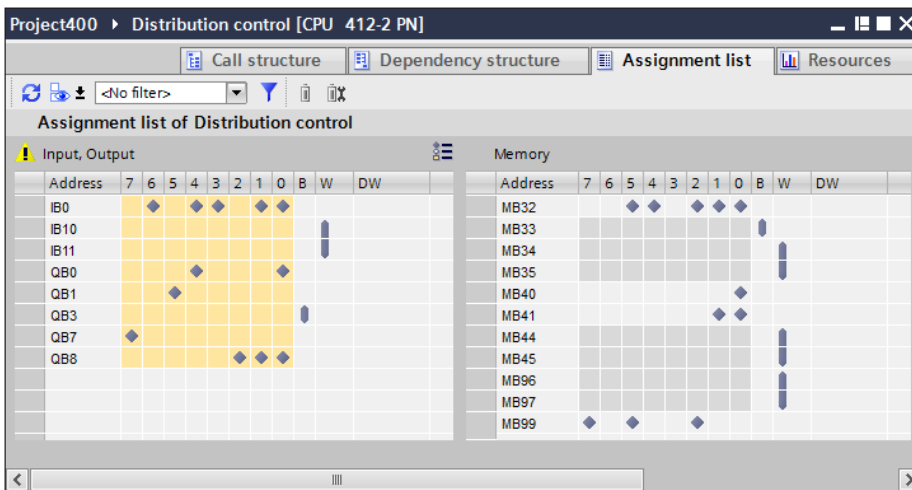 Project400 ▸ Distribution control [CPU 412-2 PN]
Call structure Dependency structure Assignment list Resources
<No filter>
Assignment list of Distribution control
Input, Output
Address 7 6 5 4 3 2 1 0 B W DW
IB0
IB10
IB11
QB0
QB1
QB3
QB7
QB8
Memory
Address 7 6 5 4 3 2 1 0 B W DW
MB32
MB33
MB34
MB35
MB40
MB41
MB44
MB45
MB96
MB97
MB99